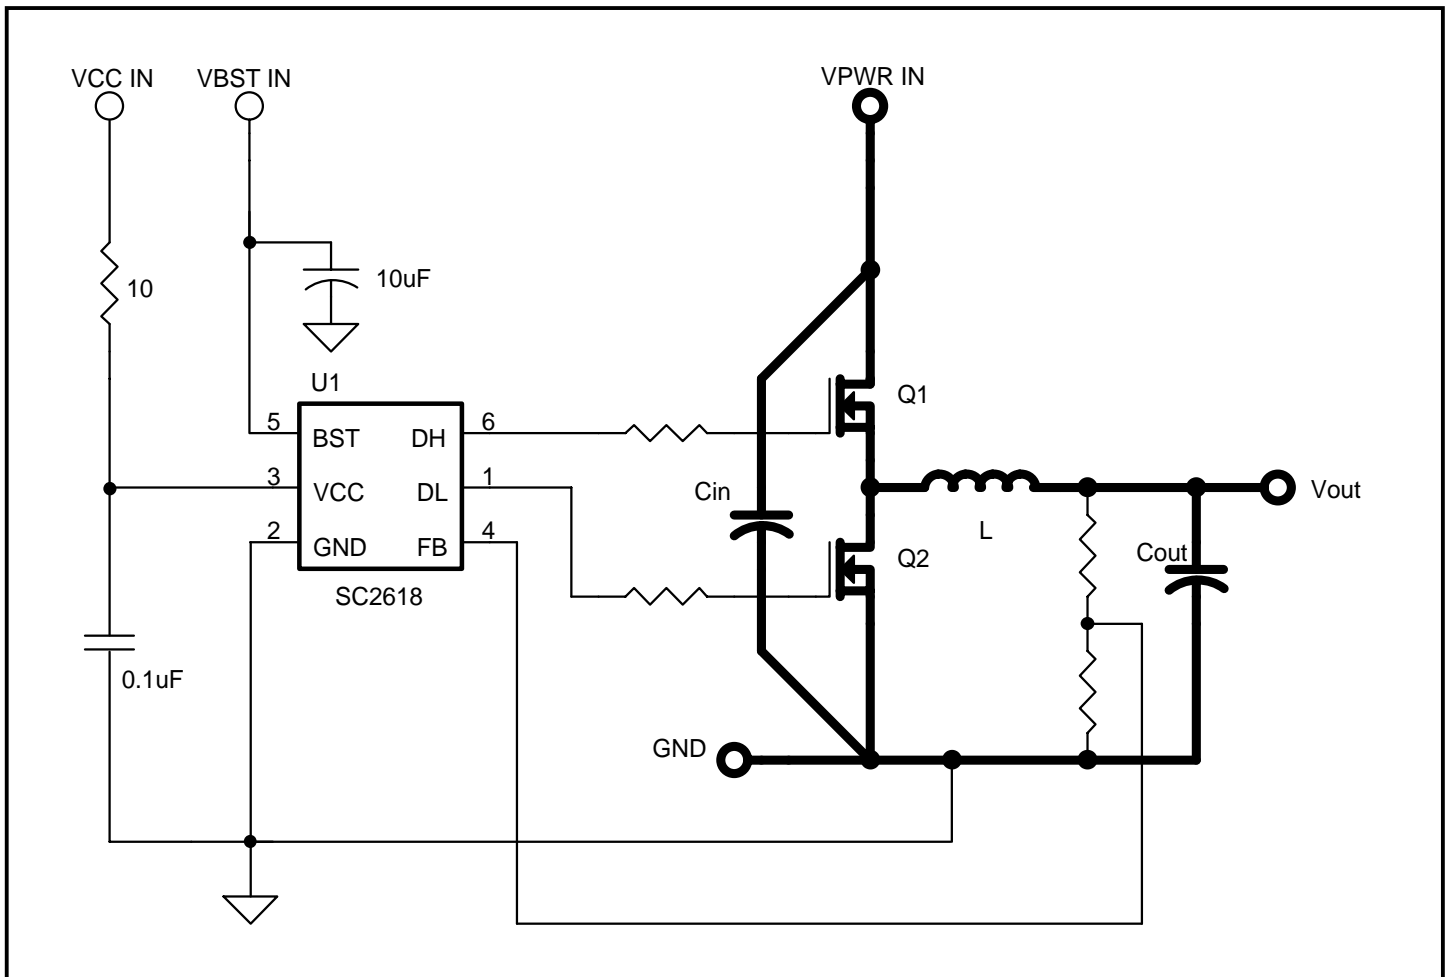 VCC IN
VBST IN
VPWR IN
10
10uF
U1
Q1
5
BST
DH
6
3
VCC
DL
1
2
GND
FB
4
SC2618
Cin
L
Vout
Q2
Cout
0.1uF
GND